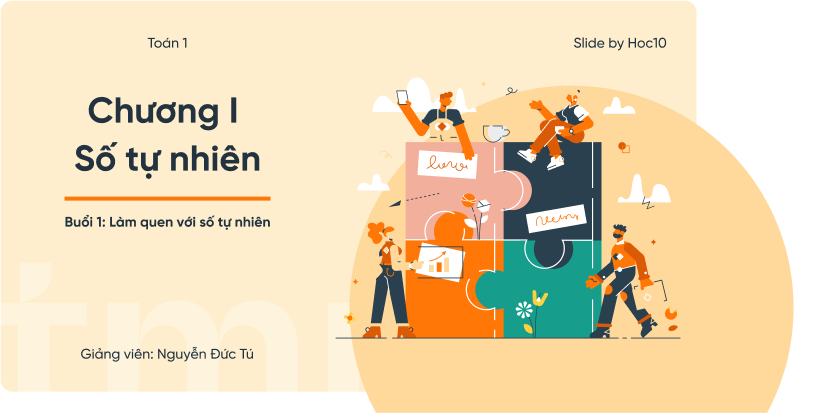 Toán 1
Slide by Hoc10
Chương I
Số tự nhiên
Buổi 1: Làm quen với số tự nhiên
Giảng viên: Nguyễn Đức Tú